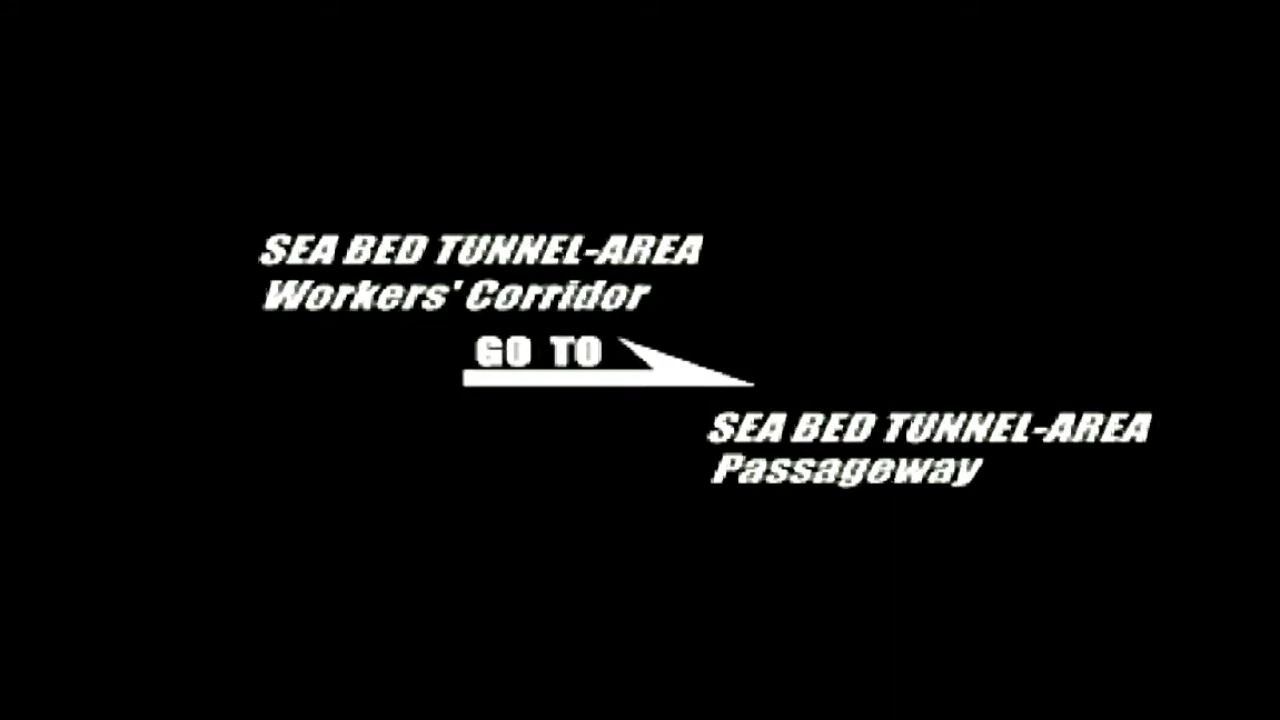 SEA BED TUNNEL-AREA
Workers' Corridor
GO TO
SEA BED TUNNEL-AREA
Passageway